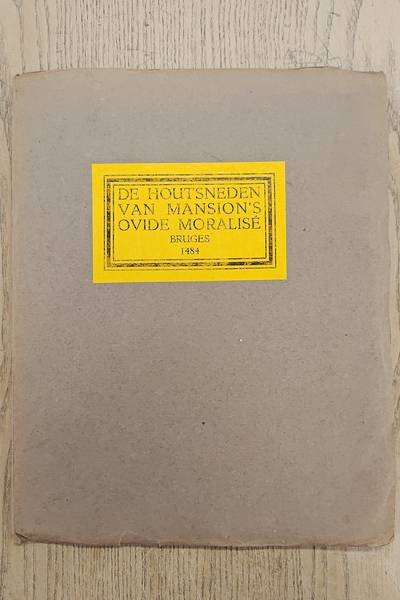 DE HOUTSNEDEN
VAN MANSION'S
OVIDE MORALISÉ
BRUGES
1484